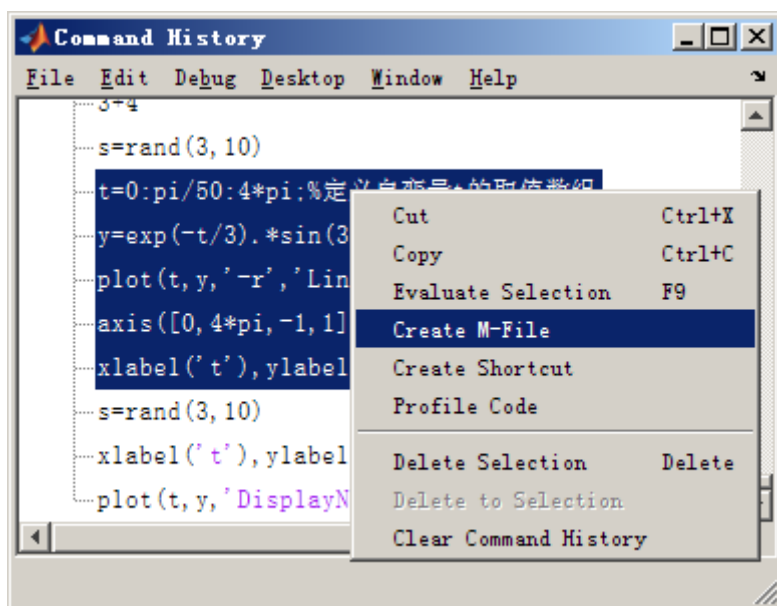 Command History
File Edit Debug Desktop Window Help
3+4
s=rand(3,10)
t=0:pi/50:4*pi;%定义自变量t的取值数组
y=exp(-t/3).*sin(3
plot(t,y,'-r','Lin
axis([0,4*pi,-1,1]
xlabel('t'),ylabel
s=rand(3,10)
xlabel('t'),ylabel
plot(t,y,'DisplayN
Cut Ctrl+X
Copy Ctrl+C
Evaluate Selection F9
Create M-File
Create Shortcut
Profile Code
Delete Selection Delete
Delete to Selection
Clear Command History